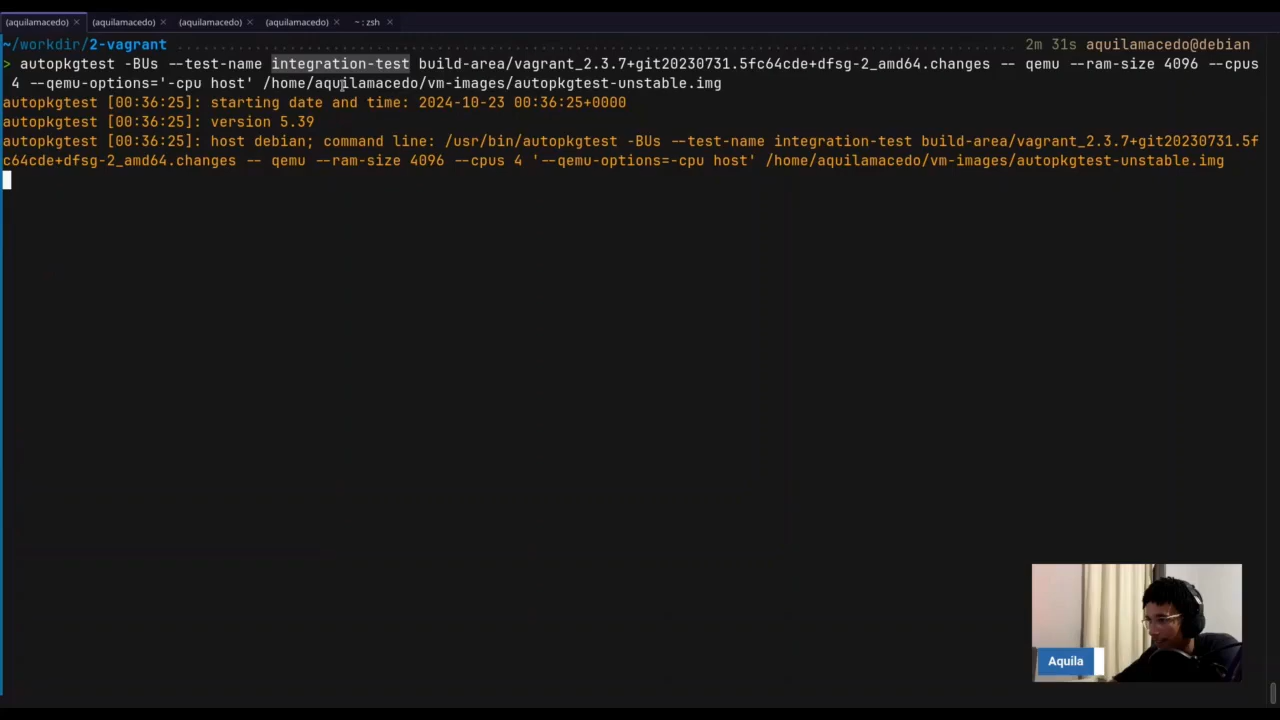 (aquilamacedo) × (aquilamacedo) × (aquilamacedo) × (aquilamacedo) × ~ : zsh ×
~/workdir/2-vagrant 2m 31s aquilamacedo@debian
> autopkgtest -BUs --test-name integration-test build-area/vagrant_2.3.7+git20230731.5fc64cde+dfsg-2_amd64.changes -- qemu --ram-size 4096 --cpus
4 --qemu-options='-cpu host' /home/aquilamacedo/vm-images/autopkgtest-unstable.img
autopkgtest [00:36:25]: starting date and time: 2024-10-23 00:36:25+0000
autopkgtest [00:36:25]: version 5.39
autopkgtest [00:36:25]: host debian; command line: /usr/bin/autopkgtest -BUs --test-name integration-test build-area/vagrant_2.3.7+git20230731.5f
c64cde+dfsg-2_amd64.changes -- qemu --ram-size 4096 --cpus 4 '--qemu-options=-cpu host' /home/aquilamacedo/vm-images/autopkgtest-unstable.img
Aquila